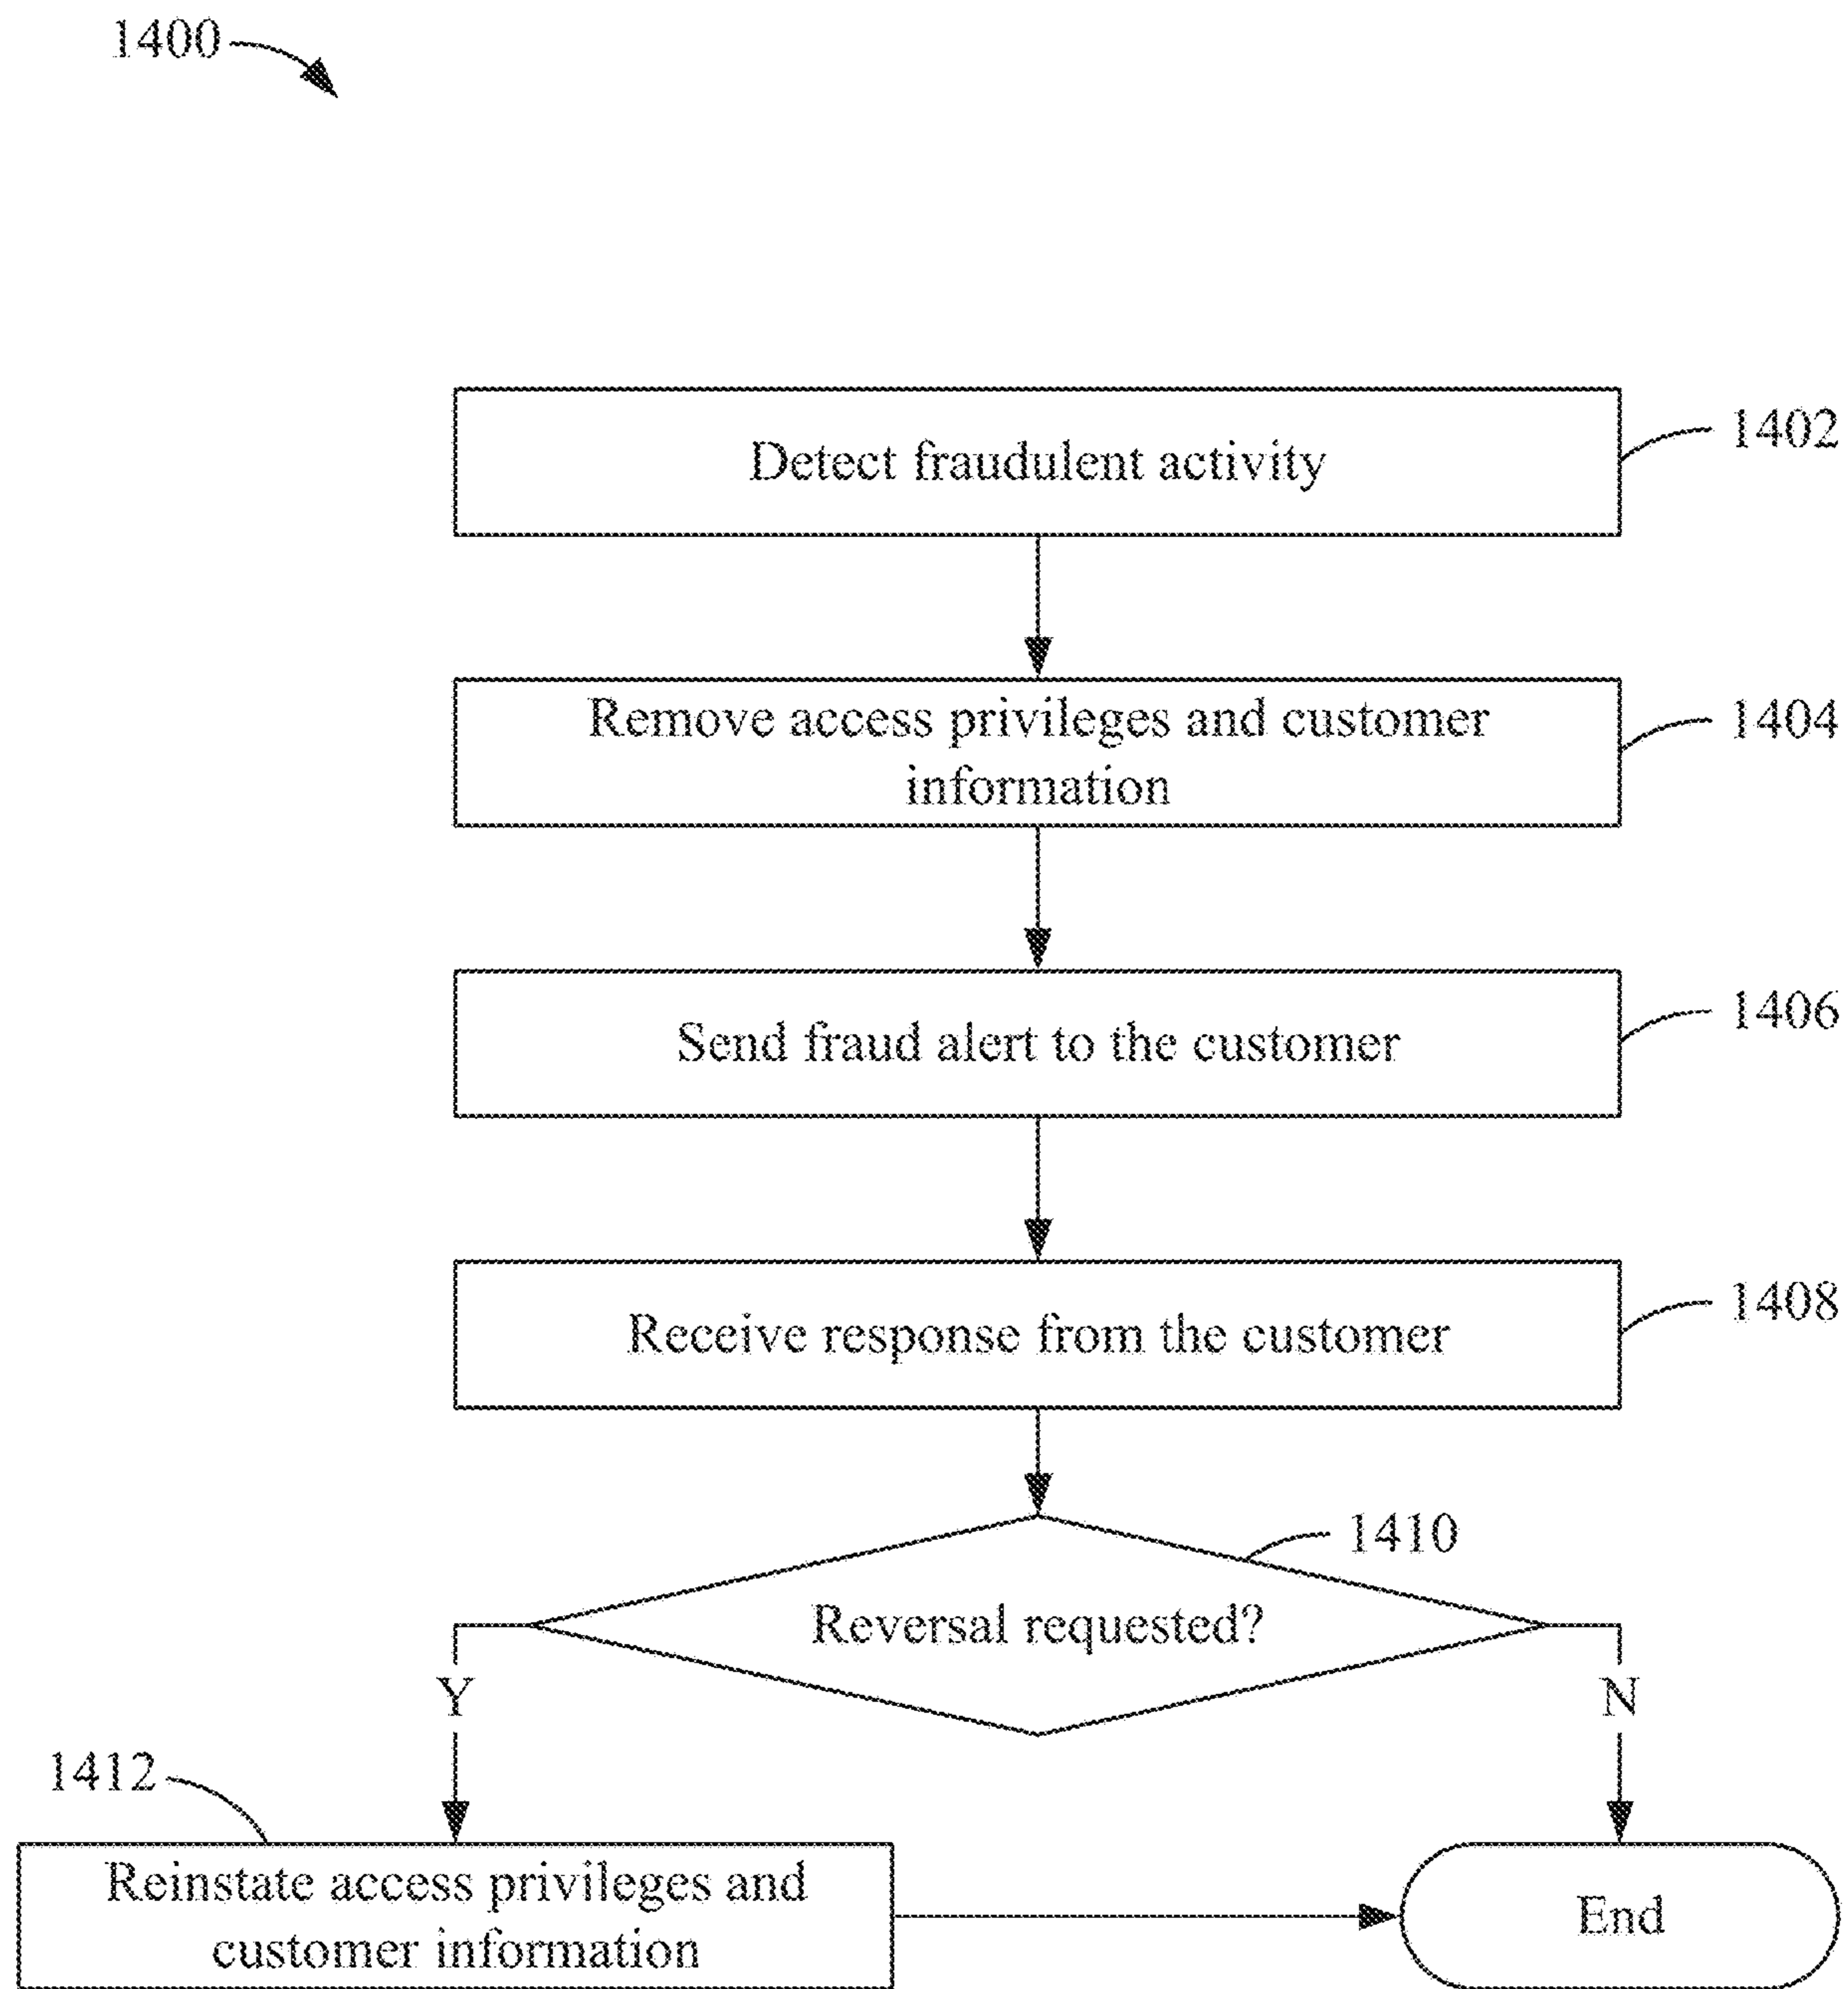 1400
Detect fraudulent activity
1402
Remove access privileges and customer
information
1404
Send fraud alert to the customer
1406
Receive response from the customer
1408
1410
Reversal requested?
Y
N
1412
Reinstate access privileges and
customer information
End